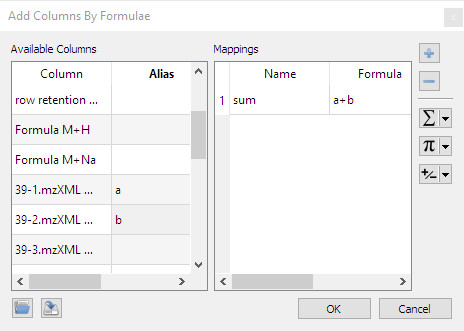 Add Columns By Formulae x
Available Columns Mappings
Column Alias Name Formula
row retention ... 1 sum a+b
Formula M+H
Formula M+Na
39-1.mzXML ... a
39-2.mzXML ... b
39-3.mzXML ...
Σ
π
+/-
OK Cancel